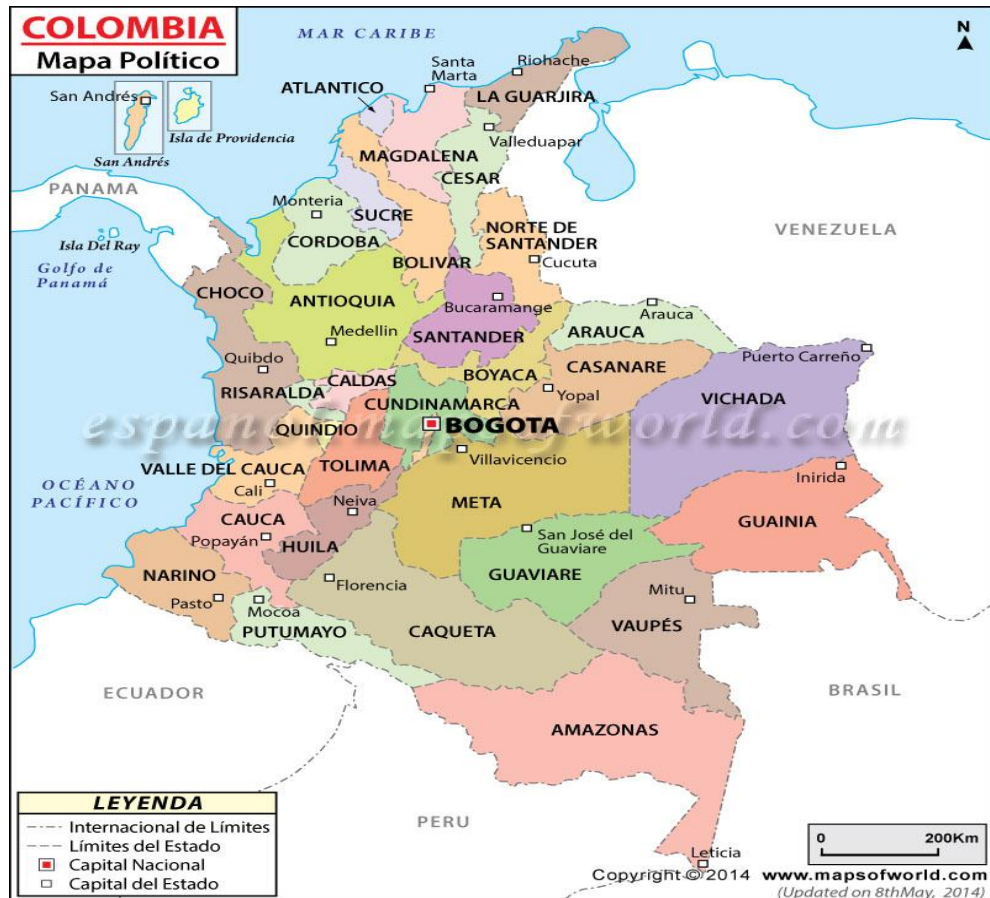 COLOMBIA
Mapa Político
MAR CARIBE
N
San Andrés
Isla de Providencia
San Andrés
Santa
Marta
Riohache
ATLANTICO
LA GUARJIRA
Valleduapar
MAGDALENA
CESAR
PANAMA
Monteria
SUCRE
NORTE DE
SANTANDER
VENEZUELA
Isla Del Ray
CORDOBA
Cucuta
Golfo de
Panamá
BOLIVAR
CHOCO
ANTIOQUIA
Bucaramange
Arauca
Medellin
SANTANDER
ARAUCA
Quibdo
Puerto Carreño
CASANARE
BOYACA
RISARALDA
CALDAS
Yopal
VICHADA
CUNDINAMARCA
espanol.mapsofworld.com
QUINDIO
BOGOTA
VALLE DEL CAUCA
TOLIMA
Villavicencio
OCÉANO
PACÍFICO
Cali
Inirida
Neiva
META
CAUCA
GUAINIA
Popayán
San José del
Guaviare
HUILA
NARINO
Florencia
GUAVIARE
Mitu
Pasto
Mocoa
PUTUMAYO
CAQUETA
VAUPÉS
ECUADOR
BRASIL
AMAZONAS
LEYENDA
Internacional de Límites
Límites del Estado
Capital Nacional
Capital del Estado
PERU
0 200Km
Leticia
Copyright © 2014 www.mapsofworld.com
(Updated on 8thMay, 2014)